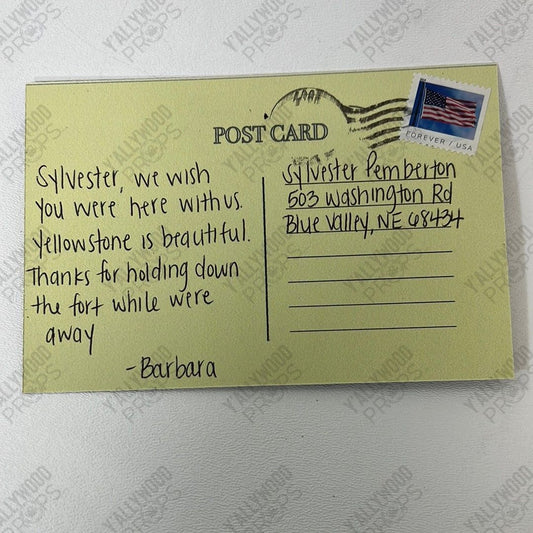 POST CARD
FOREVER / USA
Sylvester, we wish
you were here with us.
Yellowstone is beautiful.
Thanks for holding down
the fort while were
away
-Barbara
Sylvester Pemberton
503 Washington Rd
Blue Valley, NE 68434
Y'ALLYWOOD
PROPS